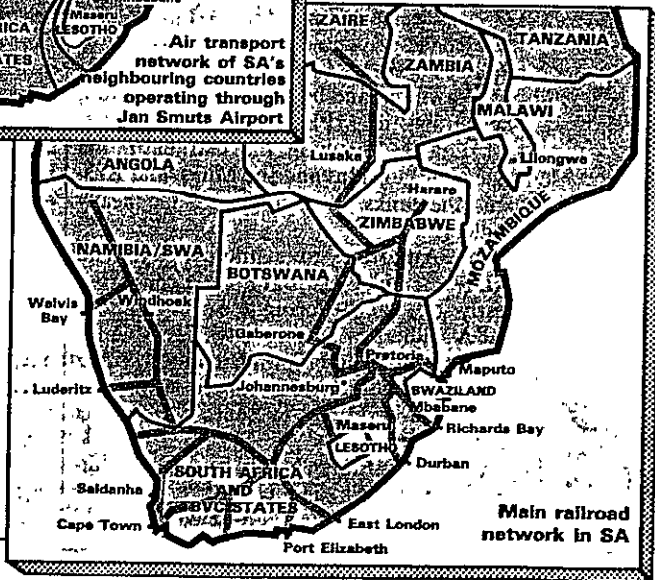 Maseru
LESOTHO
Air transport
network of SA's
neighbouring countries
operating through
Jan Smuts Airport
ZAIRE
TANZANIA
ZAMBIA
MALAWI
ANGOLA
Lusaka
Lilongwe
Harare
ZIMBABWE
MOZAMBIQUE
NAMIBIA/SWA
BOTSWANA
Walvis
Bay
Windhoek
Gaberone
Pretoria
Maputo
Luderitz
Johannesburg
SWAZILAND
Mbabane
Maseru
LESOTHO
Richards Bay
Durban
SOUTH AFRICA
AND
BVC STATES
Saldanha
Cape Town
East London
Port Elizabeth
Main railroad
network in SA